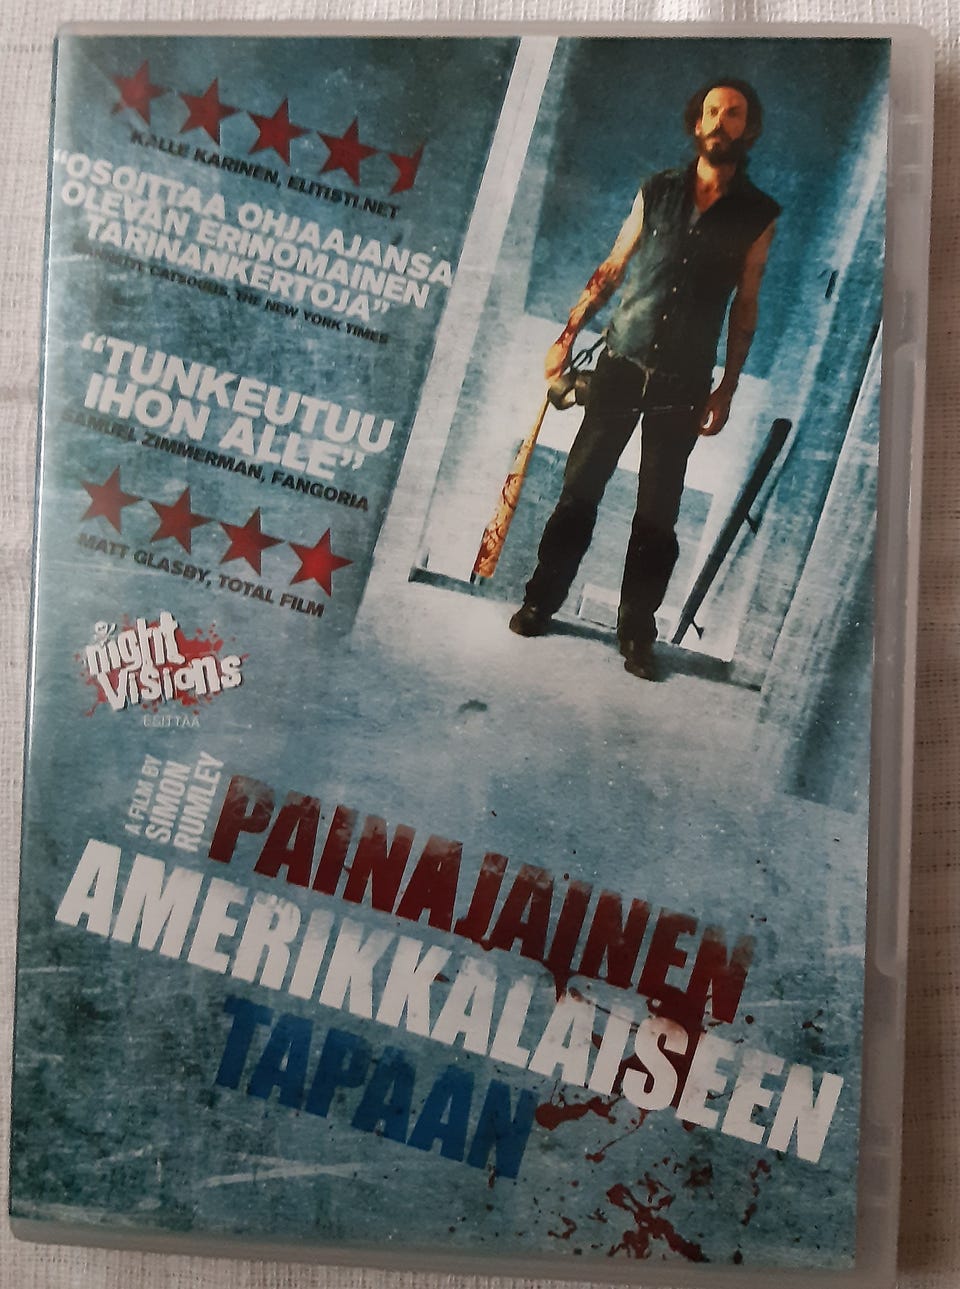 KALLE KARINEN, ELITISTI.NET
"OSOITTAA OHJAAJANSA
OLEVAN ERINOMAINEN
TARINANKERTOJA"
CATSOULIS, THE NEW YORK TIMES
"TUNKEUTUU
IHON ALLE"
SAMUEL ZIMMERMAN, FANGORIA
MATT GLASBY, TOTAL FILM
night
visions
ESITTÄÄ
A FILM BY
SIMON
RUMLEY
PAINAJAINEN
AMERIKKALAISEEN
TAPAAN